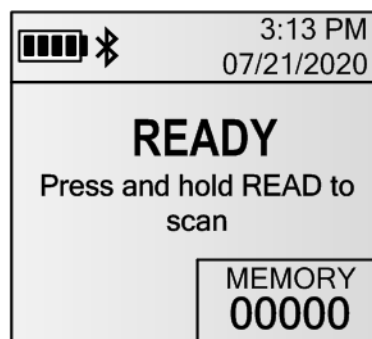 3:13 PM
07/21/2020
READY
Press and hold READ to
scan
MEMORY
00000